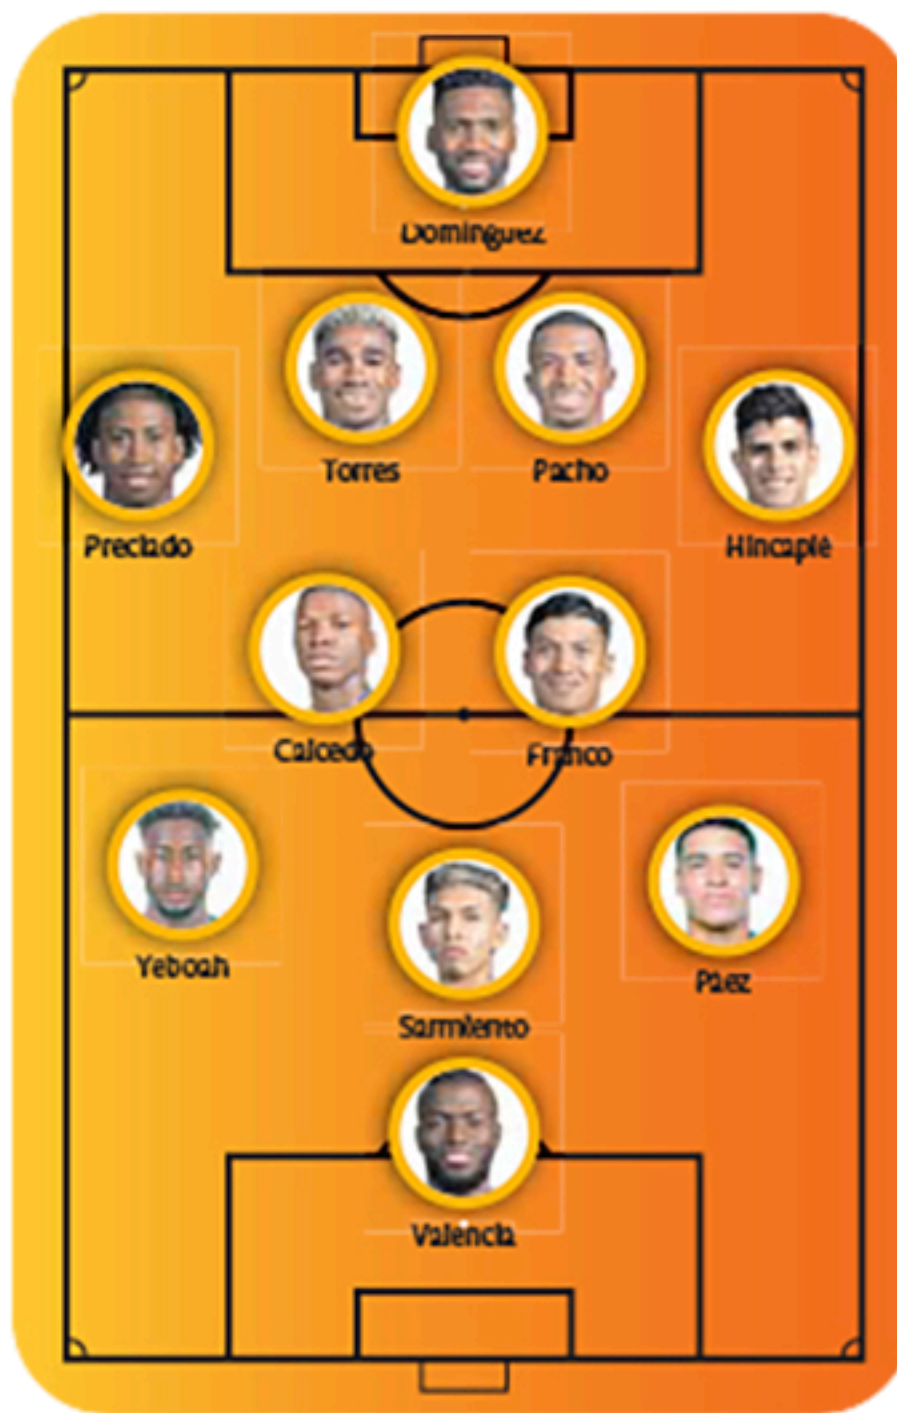 Domínguez
Torres
Pacho
Preciado
Hincapié
Caicedo
Franco
Yeboah
Páez
Sarmiento
Valencia